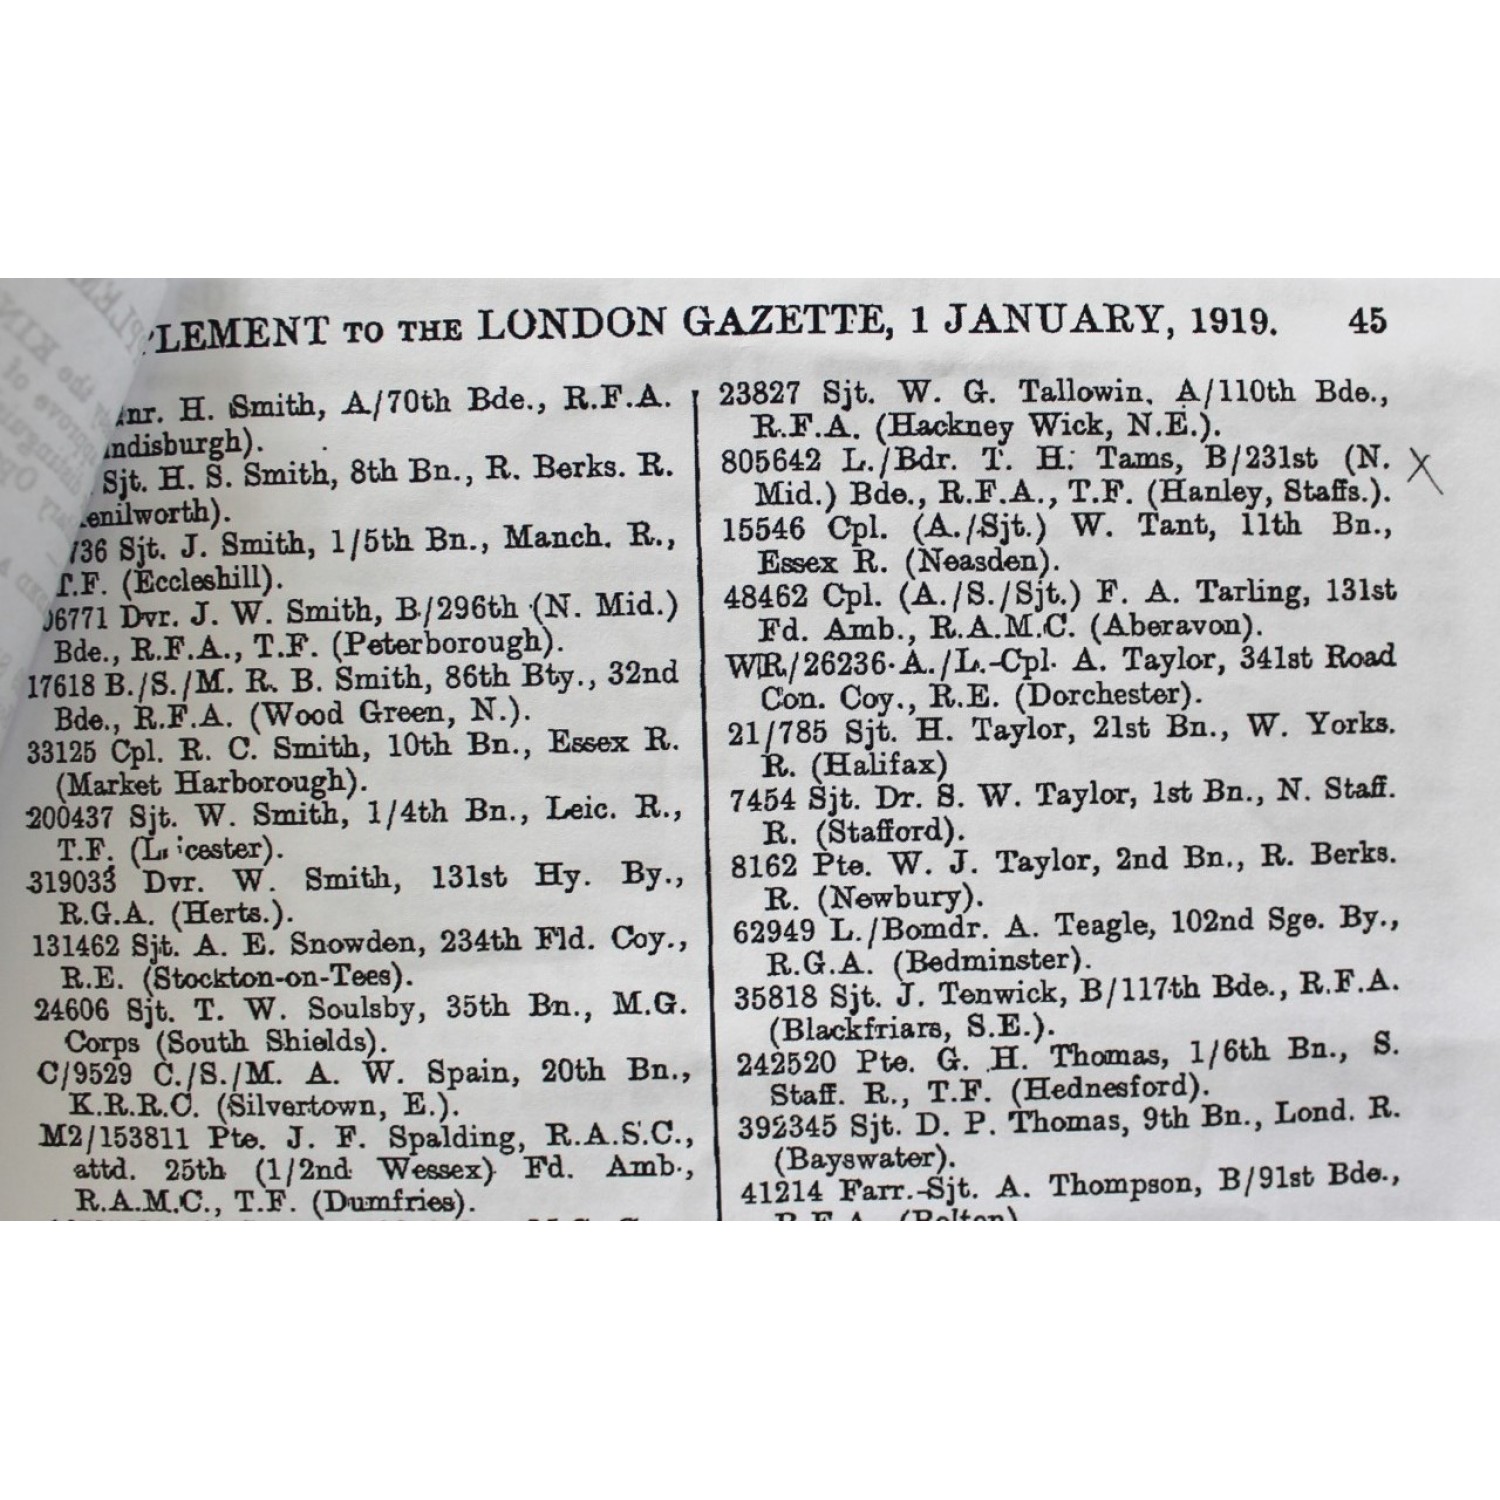 LEMENT TO THE LONDON GAZETTE, 1 JANUARY, 1919. 45
H. Smith, A/70th Bde., R.F.A.
ndisburgh).
Sjt. H. S. Smith, 8th Bn., R. Berks. R.
enilworth).
736 Sjt. J. Smith, 1/5th Bn., Manch. R.,
T.F. (Eccleshill).
06771 Dvr. J. W. Smith, B/296th (N. Mid.)
Bde., R.F.A., T.F. (Peterborough).
17618 B./S./M. R. B. Smith, 86th Bty., 32nd
Bde., R.F.A. (Wood Green, N.).
33125 Cpl. R. C. Smith, 10th Bn., Essex R.
(Market Harborough).
200437 Sjt. W. Smith, 1/4th Bn., Leic. R.,
T.F. (Leicester).
319033 Dvr. W. Smith, 131st Hy. By.,
R.G.A. (Herts.).
131462 Sjt. A. E. Snowden, 234th Fld. Coy.,
R.E. (Stockton-on-Tees).
24606 Sjt. T. W. Soulsby, 35th Bn., M.G.
Corps (South Shields).
C/9529 C./S./M. A. W. Spain, 20th Bn.,
K.R.R.C. (Silvertown, E.).
M2/153811 Pte. J. F. Spalding, R.A.S.C.,
attd. 25th (1/2nd Wessex) Fd. Amb.,
R.A.M.C., T.F. (Dumfries).
23827 Sjt. W. G. Tallowin, A/110th Bde.,
R.F.A. (Hackney Wick, N.E.).
805642 L./Bdr. T. H. Tams, B/231st (N. X
Mid.) Bde., R.F.A., T.F. (Hanley, Staffs.).
15546 Cpl. (A./Sjt.) W. Tant, 11th Bn.,
Essex R. (Neasden).
48462 Cpl. (A./S./Sjt.) F. A. Tarling, 131st
Fd. Amb., R.A.M.C. (Aberavon).
WR/26236 A./L.-Cpl. A. Taylor, 341st Road
Con. Coy., R.E. (Dorchester).
21/785 Sjt. H. Taylor, 21st Bn., W. Yorks.
R. (Halifax)
7454 Sjt. Dr. S. W. Taylor, 1st Bn., N. Staff.
R. (Stafford).
8162 Pte. W. J. Taylor, 2nd Bn., R. Berks.
R. (Newbury).
62949 L./Bomdr. A. Teagle, 102nd Sge. By.,
R.G.A. (Bedminster).
35818 Sjt. J. Tenwick, B/117th Bde., R.F.A.
(Blackfriars, S.E.).
242520 Pte. G. H. Thomas, 1/6th Bn., S.
Staff. R., T.F. (Hednesford).
392345 Sjt. D. P. Thomas, 9th Bn., Lond. R.
(Bayswater).
41214 Farr.-Sjt. A. Thompson, B/91st Bde.,
R.F.A. (Bolton)